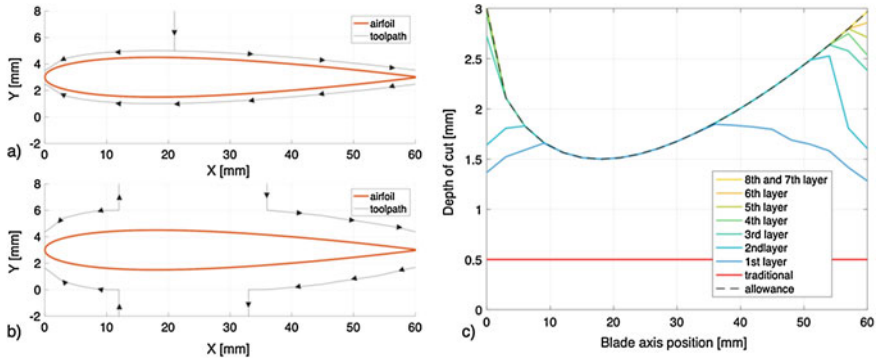 8
6
4
2
0
-2
Y [mm]
airfoil
toolpath
0 10 20 30 40 50 60
X [mm]
a)
8
6
4
2
0
-2
Y [mm]
airfoil
toolpath
0 10 20 30 40 50 60
X [mm]
b)
3
2.5
2
1.5
1
0.5
0
Depth of cut [mm]
8th and 7th layer
6th layer
5th layer
4th layer
3rd layer
2ndlayer
1st layer
traditional
allowance
0 10 20 30 40 50 60
Blade axis position [mm]
c)